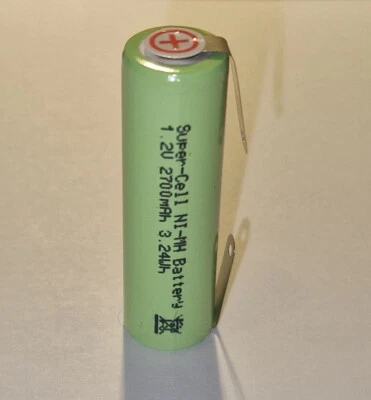 Super-Cell NI-MH Battery
1.2V 2700mAh 3.24Wh